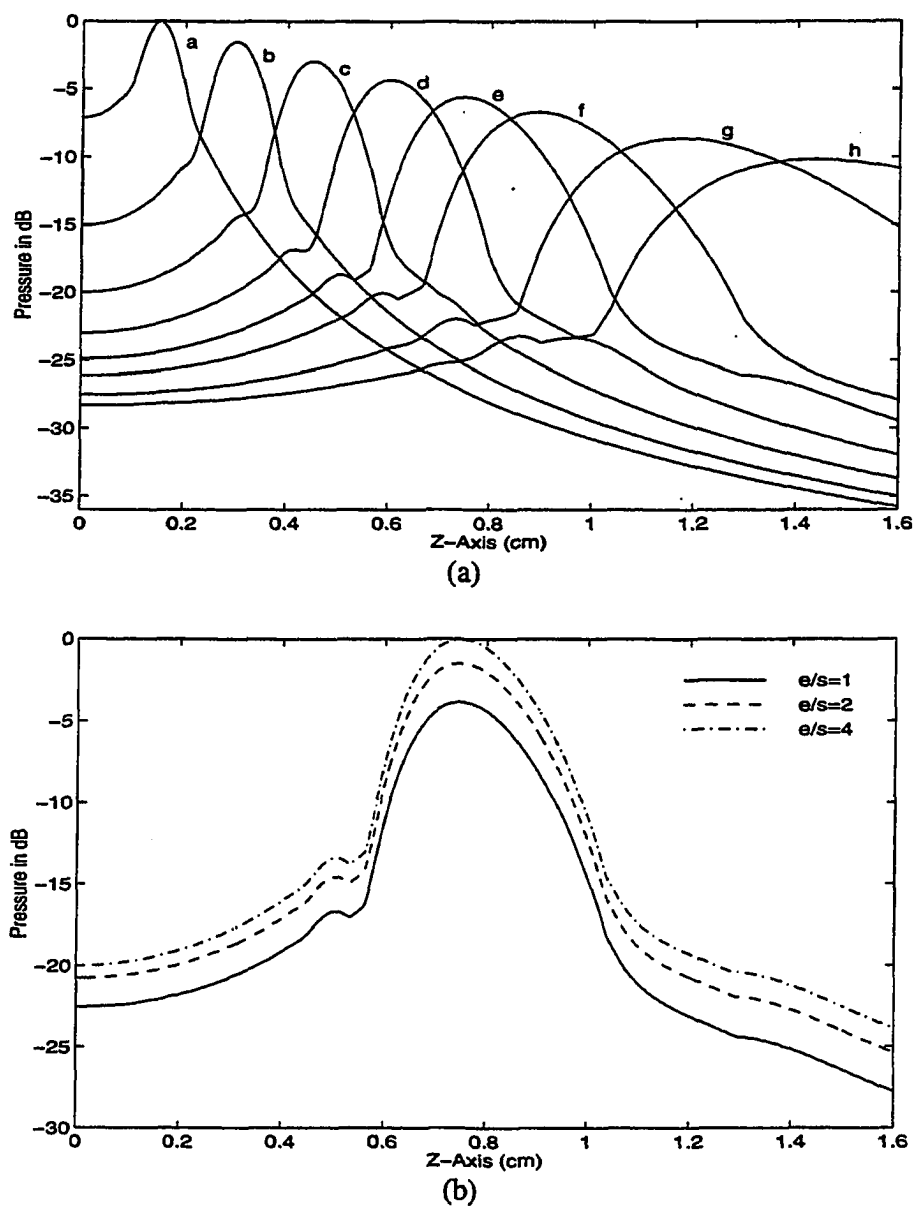 0
-5
-10
-15
-20
-25
-30
-35
Pressure in dB
a
b
c
d
e
f
g
h
0 0.2 0.4 0.6 0.8 1 1.2 1.4 1.6
Z-Axis (cm)
(a)
0
-5
-10
-15
-20
-25
-30
Pressure in dB
e/s=1
e/s=2
e/s=4
0 0.2 0.4 0.6 0.8 1 1.2 1.4 1.6
Z-Axis (cm)
(b)